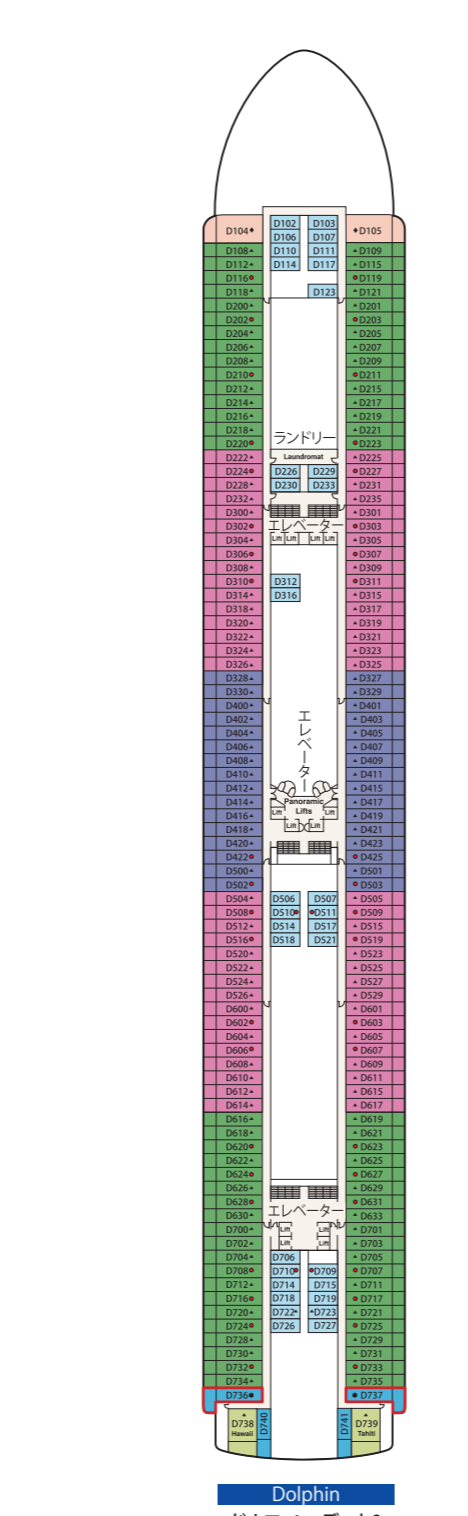 D102 D103
D104 D105
D106 D107
D108 D110 D111 D109
D112 D114 D117 D115
D116 D119
D118 D123 D121
D200 D201
D202 D203
D204 D205
D206 D207
D208 D209
D210 D211
D212 D215
D214 D217
D216 D219
D218 D221
D220 ランドリー D223
D222 Laundromat D225
D224 D226 D229 D227
D228 D230 D233 D231
D232 D235
D300 D301
D302 エレベーター D303
D304 Lift Lift Lift Lift D305
D306 D307
D308 D309
D310 D312 D311
D314 D316 D315
D318 D317
D320 D319
D322 D321
D324 D323
D326 D325
D328 D327
D330 D329
D400 D401
D402 D403
D404 D405
D406 D407
D408 D409
D410 D411
エレベーター
D412 D415
D414 Panoramic D417
D416 Lift Lifts Lift D419
D418 Lift Lift D421
D420 D423
D422 D425
D500 D501
D502 D503
D504 D506 D507 D505
D508 D510 D511 D509
D512 D514 D517 D515
D516 D518 D521 D519
D520 D523
D522 D525
D524 D527
D526 D529
D600 D601
D602 D603
D604 D605
D606 D607
D608 D609
D610 D611
D612 D615
D614 D617
D616 D619
D618 D621
D620 D623
D622 D625
D624 D627
D626 D629
D628 D631
D630 エレベーター D633
D700 Lift Lift D701
D702 Lift Lift D703
D704 D706 D705
D708 D710 D709 D707
D712 D714 D715 D711
D716 D718 D719 D717
D720 D722 D723 D721
D724 D726 D727 D725
D728 D729
D730 D731
D732 D733
D734 D735
D736 D737
D738 D740 D741 D739
Hawaii Tahiti
Dolphin